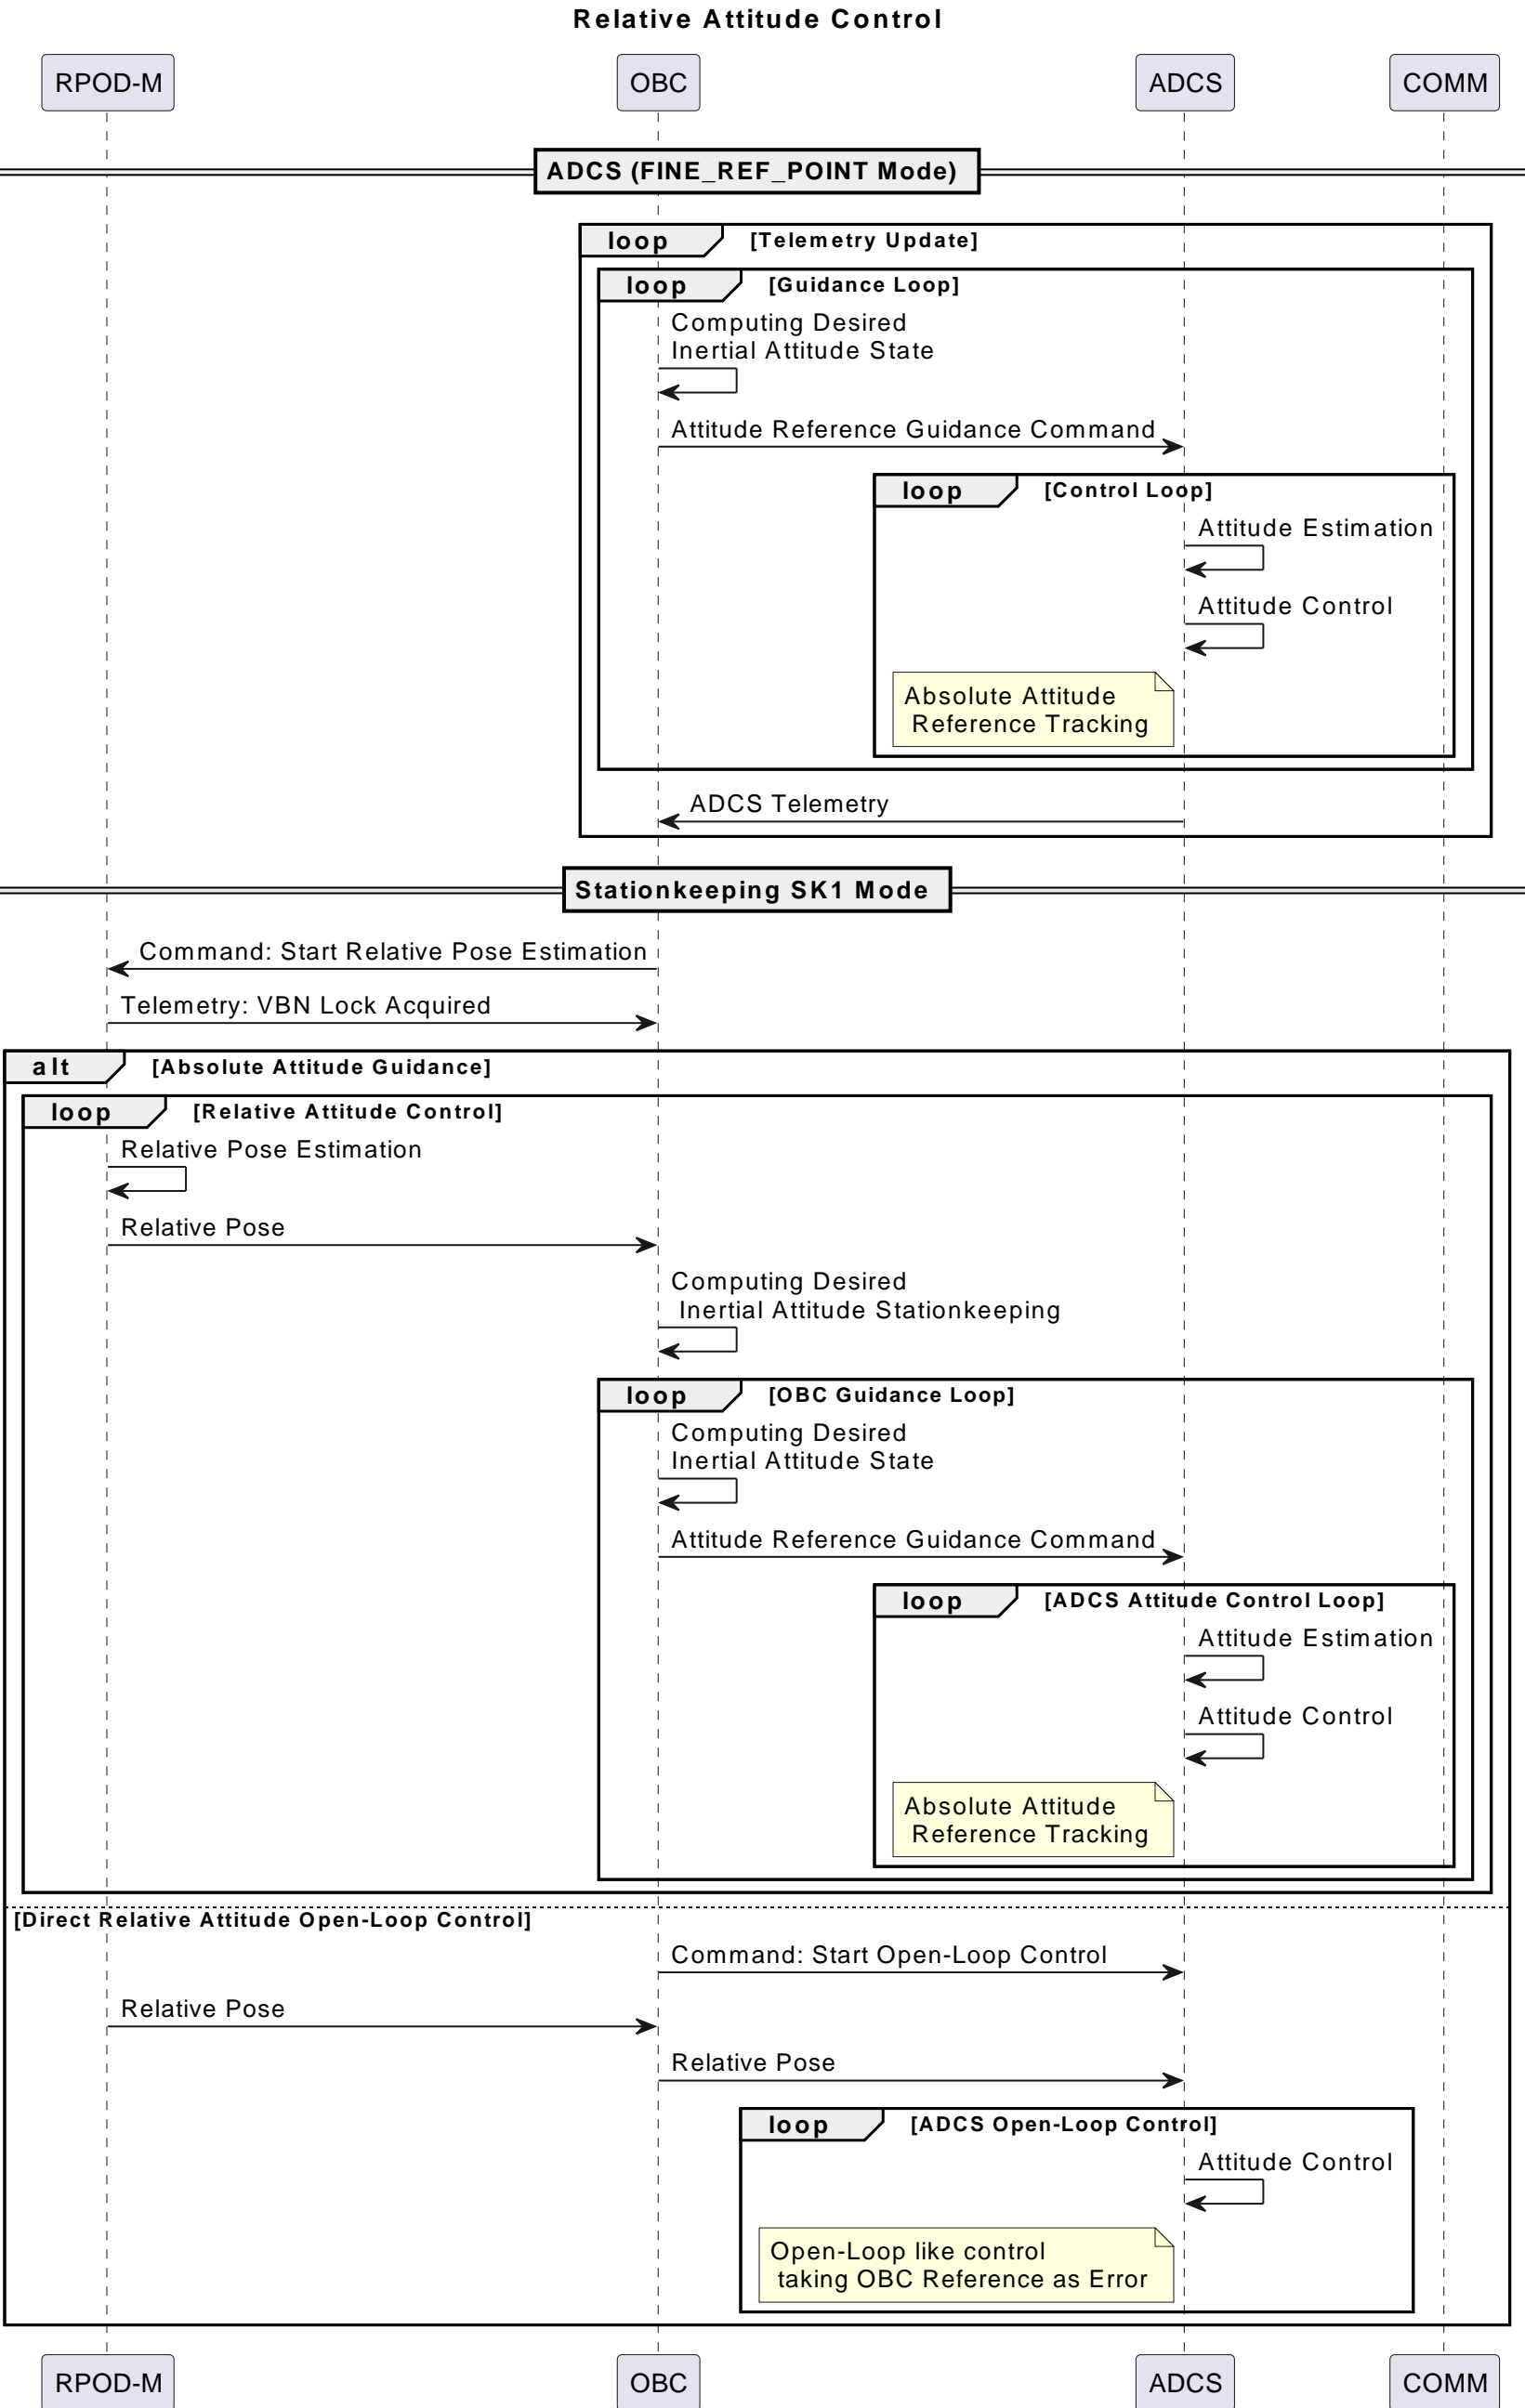 Relative Attitude Control
RPOD-M
OBC
ADCS
COMM
ADCS (FINE_REF_POINT Mode)
loop
[Telemetry Update]
loop
[Guidance Loop]
Computing Desired
Inertial Attitude State
Attitude Reference Guidance Command
loop
[Control Loop]
Attitude Estimation
Attitude Control
Absolute Attitude
Reference Tracking
ADCS Telemetry
Stationkeeping SK1 Mode
Command: Start Relative Pose Estimation
Telemetry: VBN Lock Acquired
alt
[Absolute Attitude Guidance]
loop
[Relative Attitude Control]
Relative Pose Estimation
Relative Pose
Computing Desired
Inertial Attitude Stationkeeping
loop
[OBC Guidance Loop]
Computing Desired
Inertial Attitude State
Attitude Reference Guidance Command
loop
[ADCS Attitude Control Loop]
Attitude Estimation
Attitude Control
Absolute Attitude
Reference Tracking
[Direct Relative Attitude Open-Loop Control]
Command: Start Open-Loop Control
Relative Pose
Relative Pose
loop
[ADCS Open-Loop Control]
Attitude Control
Open-Loop like control
taking OBC Reference as Error
RPOD-M
OBC
ADCS
COMM